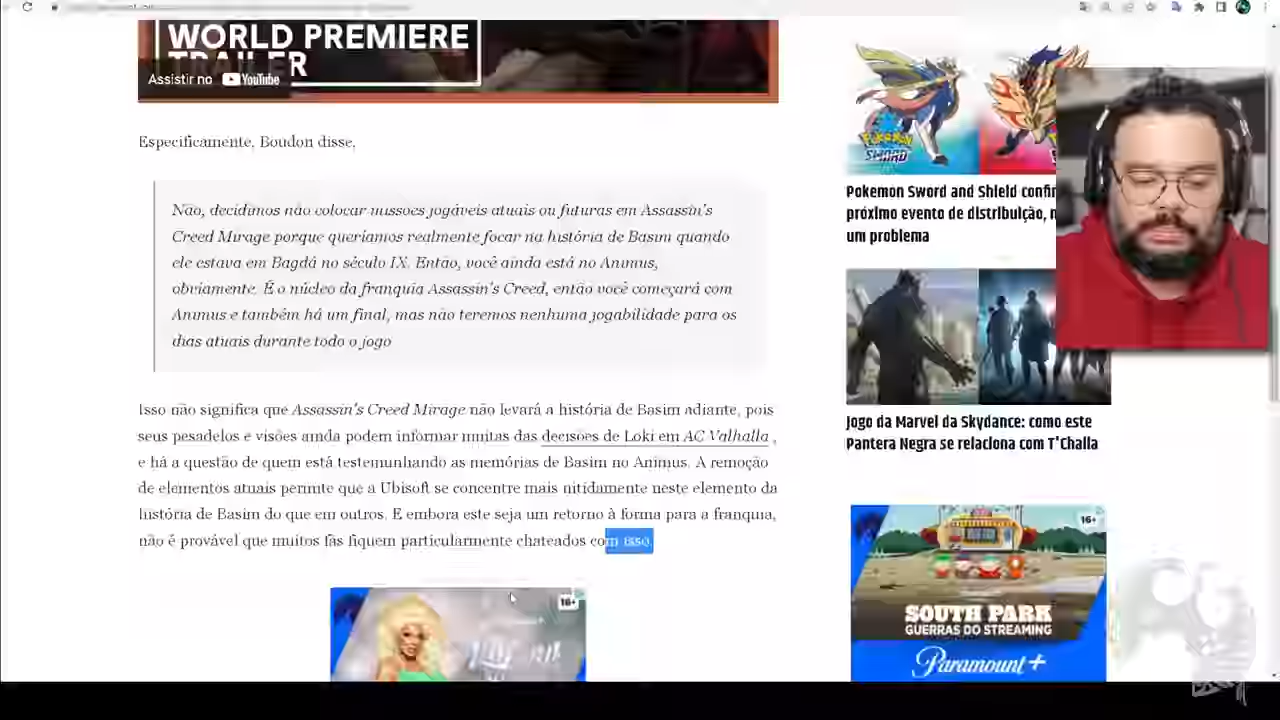 WORLD PREMIERE
TRAILER
Assistir no YouTube
Especificamente, Boudon disse,
Não, decidimos não colocar missões jogáveis atuais ou futuras em Assassin's
Creed Mirage porque queríamos realmente focar na história de Basim quando
ele estava em Bagdá no século IX. Então, você ainda está no Animus,
obviamente. É o núcleo da franquia Assassin's Creed, então você começará com
Animus e também há um final, mas não teremos nenhuma jogabilidade para os
dias atuais durante todo o jogo
Isso não significa que Assassin's Creed Mirage não levará a história de Basim adiante, pois
seus pesadelos e visões ainda podem informar muitas das decisões de Loki em AC Valhalla ,
e há a questão de quem está testemunhando as memórias de Basim no Animus. A remoção
de elementos atuais permite que a Ubisoft se concentre mais nitidamente neste elemento da
história de Basim do que em outros. E embora este seja um retorno à forma para a franquia,
não é provável que muitos fãs fiquem particularmente chateados com isso.
16+
POKÉMON
SWORD
Pokemon Sword and Shield confir
próximo evento de distribuição, n
um problema
Jogo da Marvel da Skydance: como este
Pantera Negra se relaciona com T'Challa
16+
SOUTH PARK
GUERRAS DO STREAMING
Paramount+